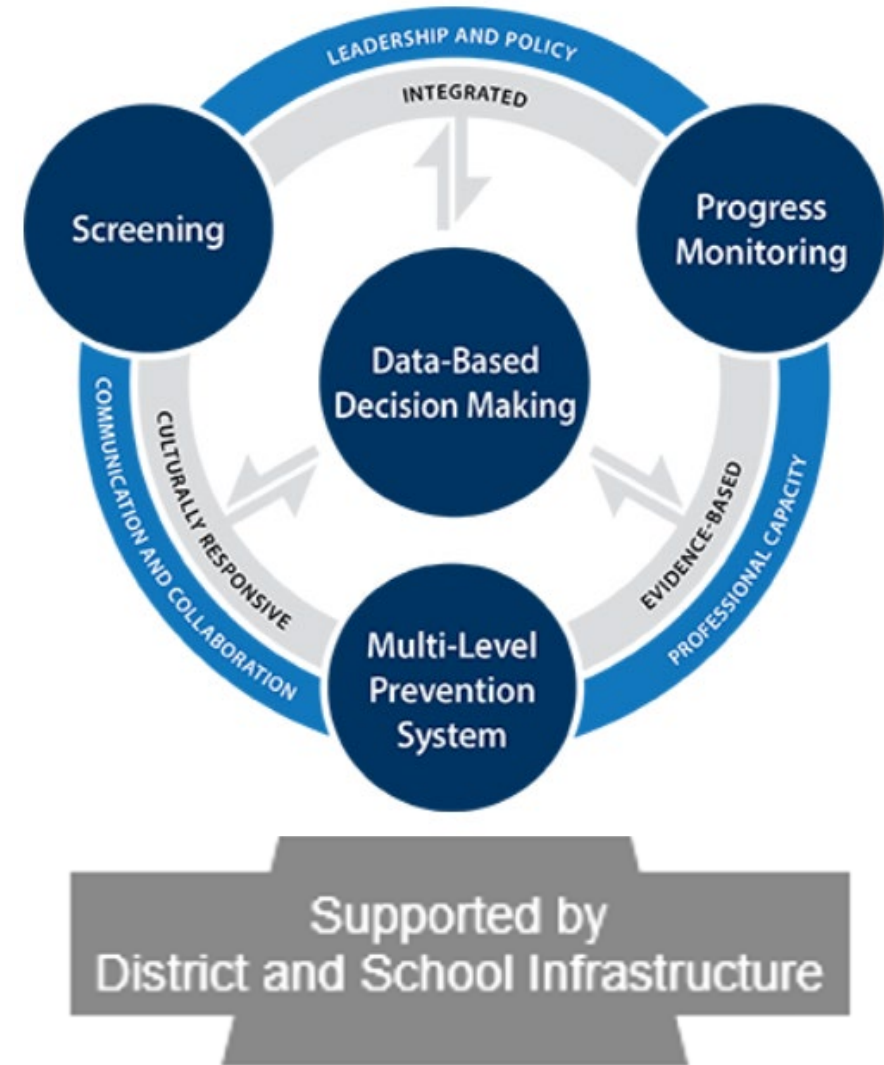 LEADERSHIP AND POLICY
INTEGRATED
Screening
Progress
Monitoring
Data-Based
Decision Making
COMMUNICATION AND COLLABORATION
CULTURALLY RESPONSIVE
EVIDENCE-BASED
PROFESSIONAL CAPACITY
Multi-Level
Prevention
System
Supported by
District and School Infrastructure